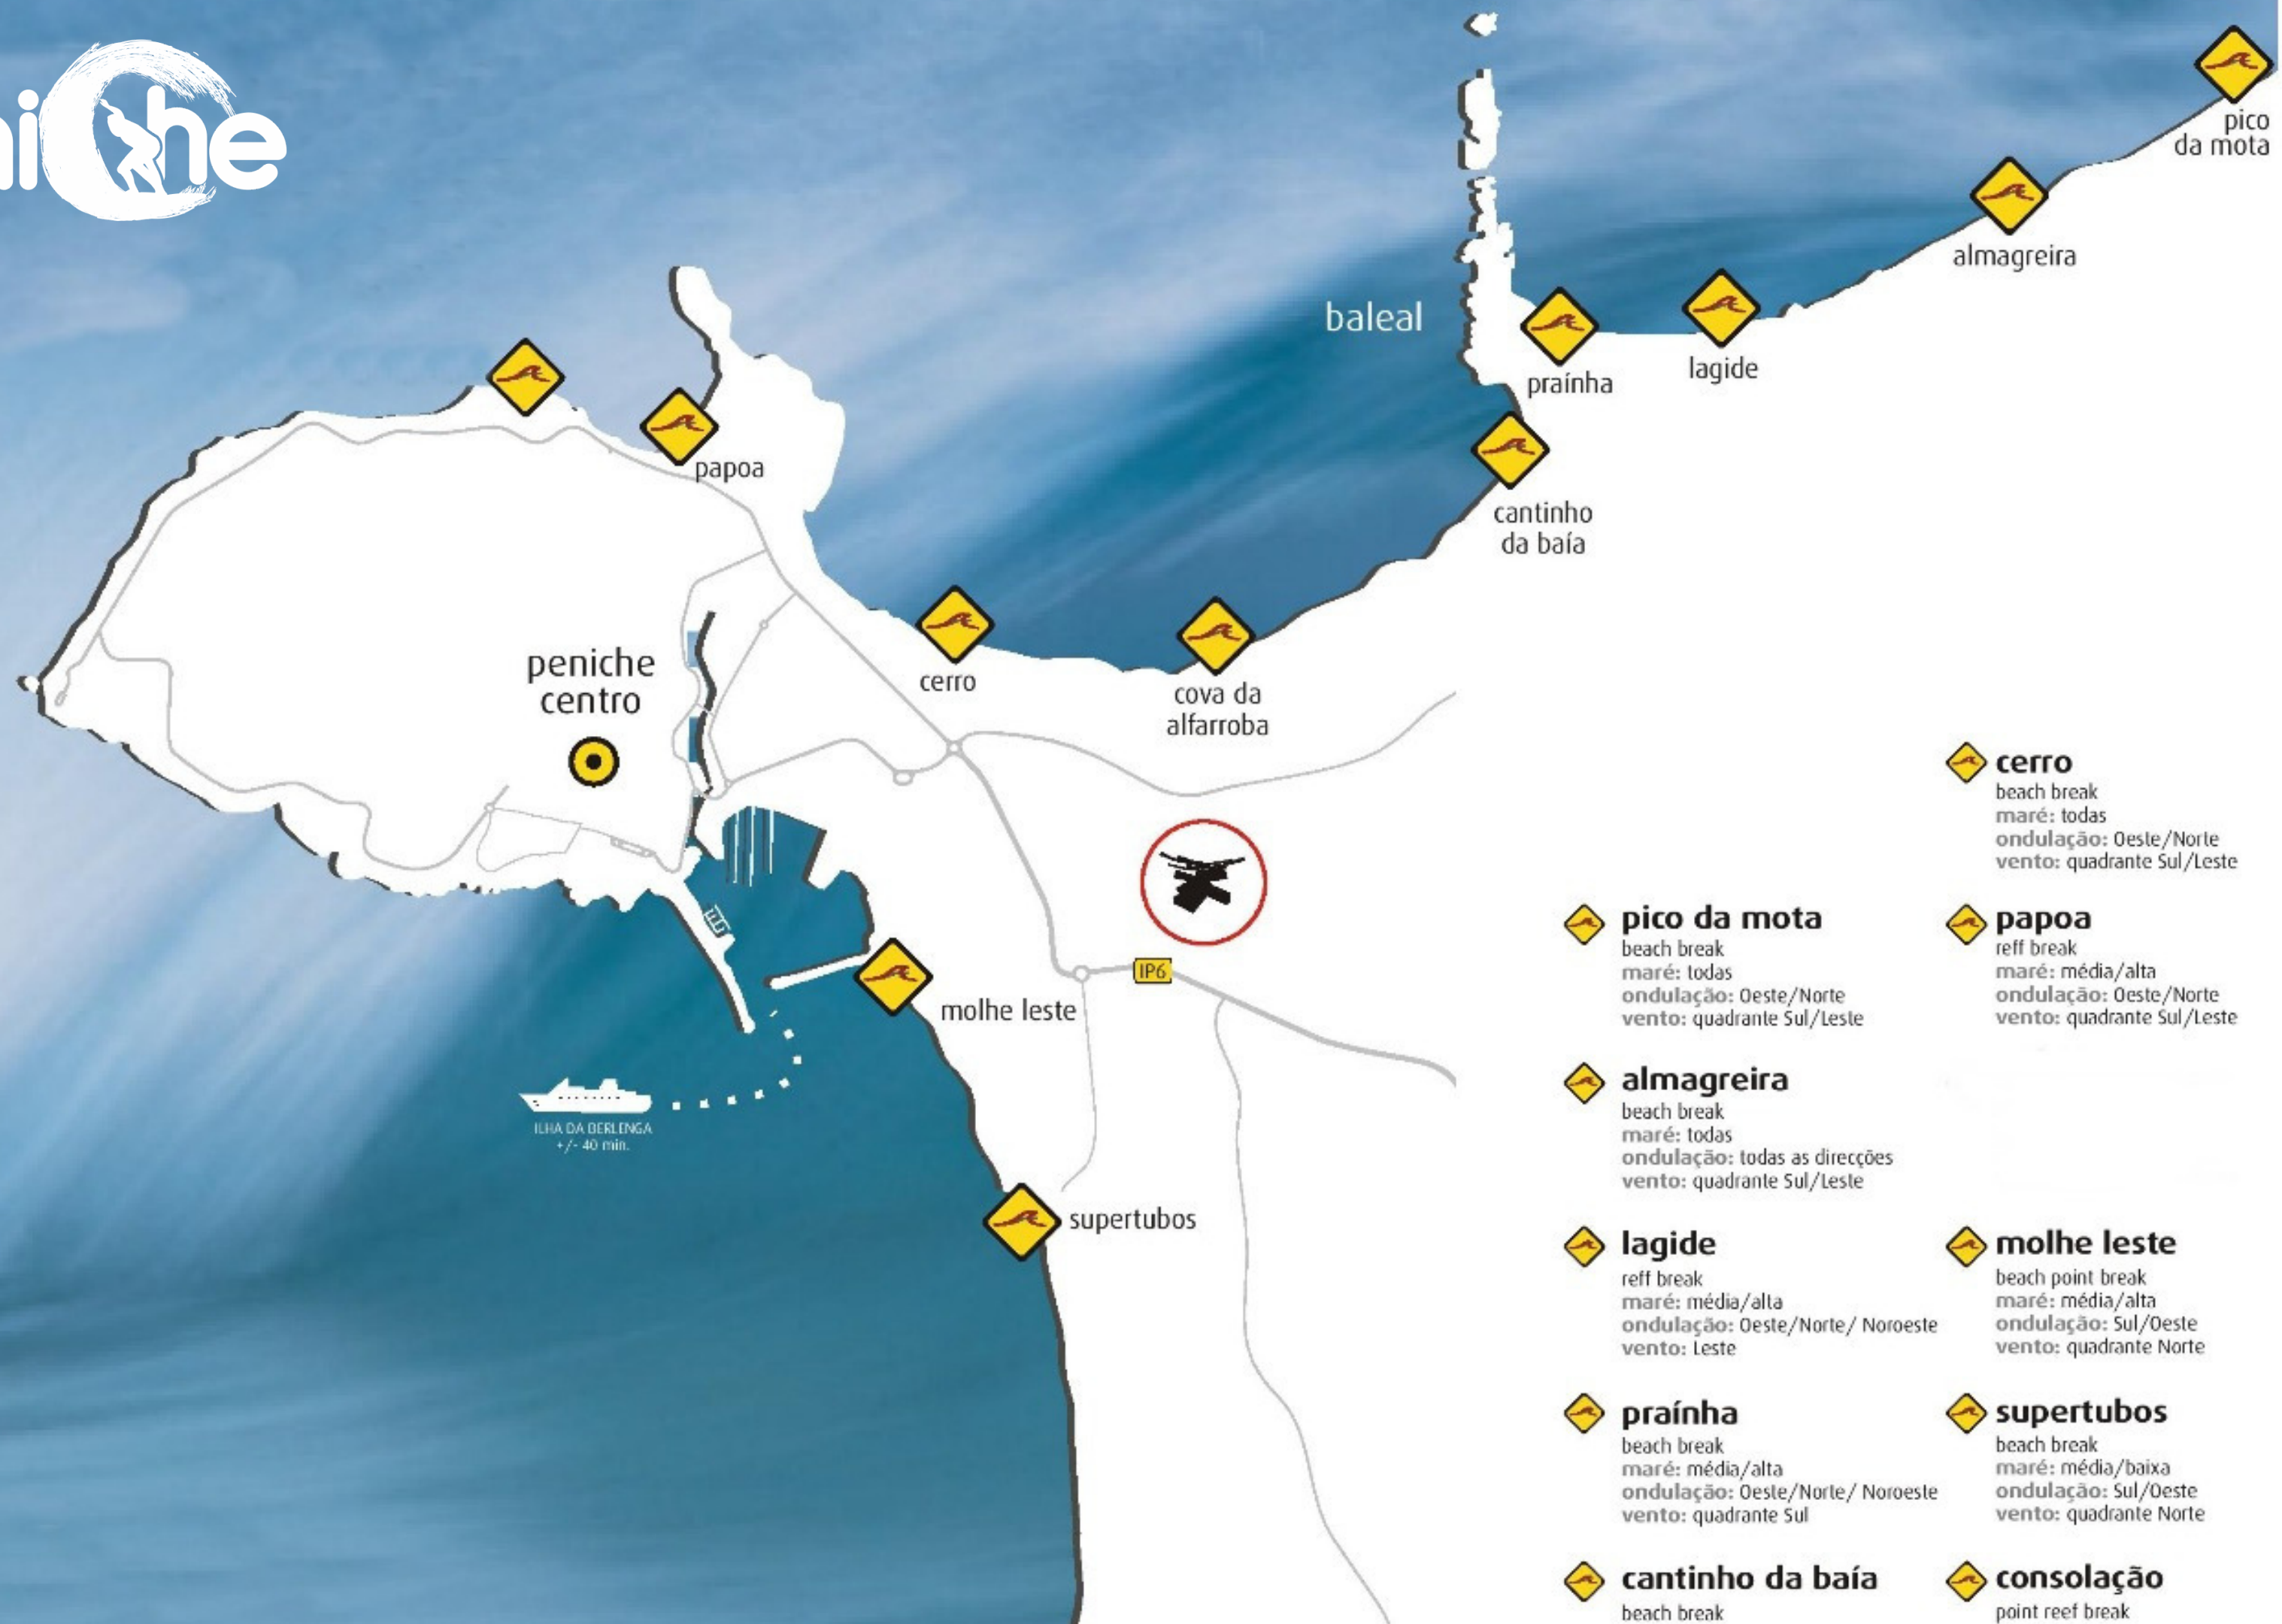 niche
pico
da mota
almagreira
baleal
praínha
lagide
papoa
cantinho
da baía
peniche
centro
cerro
cova da
alfarroba
IP6
molhe leste
ILHA DA BERLENGA
+/- 40 min.
supertubos
cerro
beach break
maré: todas
ondulação: Oeste/Norte
vento: quadrante Sul/Leste
pico da mota
beach break
maré: todas
ondulação: Oeste/Norte
vento: quadrante Sul/Leste
papoa
reff break
maré: média/alta
ondulação: Oeste/Norte
vento: quadrante Sul/Leste
almagreira
beach break
maré: todas
ondulação: todas as direcções
vento: quadrante Sul/Leste
lagide
reff break
maré: média/alta
ondulação: Oeste/Norte/ Noroeste
vento: Leste
molhe leste
beach point break
maré: média/alta
ondulação: Sul/Oeste
vento: quadrante Norte
praínha
beach break
maré: média/alta
ondulação: Oeste/Norte/ Noroeste
vento: quadrante Sul
supertubos
beach break
maré: média/baixa
ondulação: Sul/Oeste
vento: quadrante Norte
cantinho da baía
beach break
consolação
point reef break